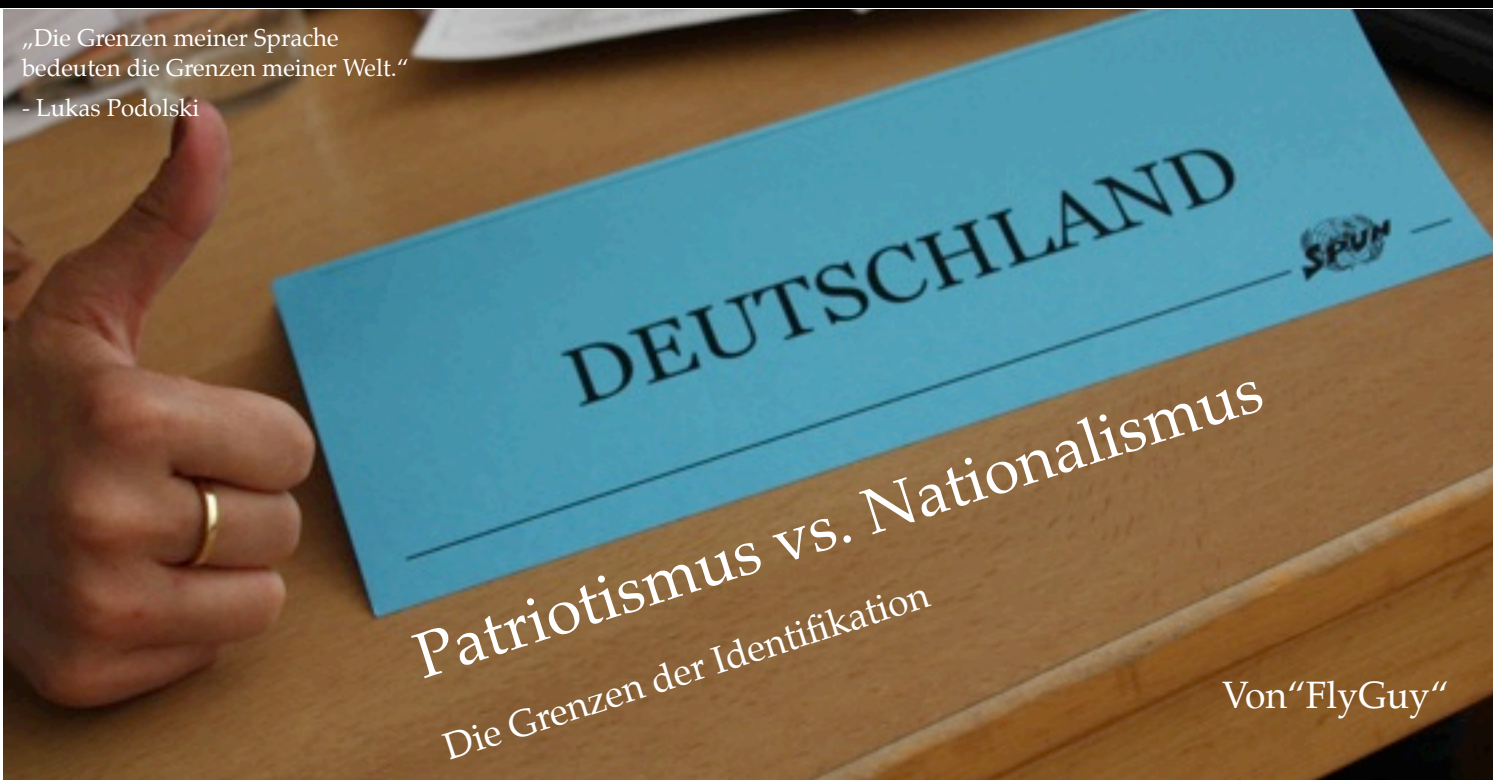 „Die Grenzen meiner Sprache
bedeuten die Grenzen meiner Welt.“
- Lukas Podolski
DEUTSCHLAND
SPUN
Patriotismus vs. Nationalismus
Die Grenzen der Identifikation
Von“FlyGuy“